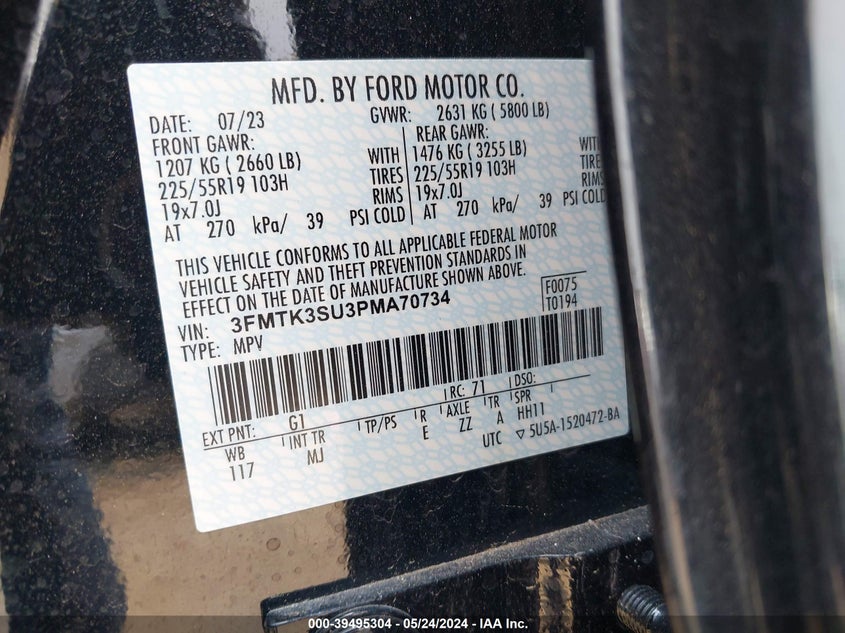 MFD. BY FORD MOTOR CO.
DATE: 07/23 GVWR: 2631 KG ( 5800 LB)
FRONT GAWR: REAR GAWR:
1207 KG ( 2660 LB) WITH 1476 KG ( 3255 LB) WITH
225/55R19 103H TIRES 225/55R19 103H TIRES
19x7.0J RIMS 19x7.0J RIMS
AT 270 kPa/ 39 PSI COLD AT 270 kPa/ 39 PSI COLD
THIS VEHICLE CONFORMS TO ALL APPLICABLE FEDERAL MOTOR
VEHICLE SAFETY AND THEFT PREVENTION STANDARDS IN
EFFECT ON THE DATE OF MANUFACTURE SHOWN ABOVE.
F0075
T0194
VIN: 3FMTK3SU3PMA70734
TYPE: MPV
EXT PNT: G1 RC: 71 DSO:
WB INT TR TP/PS R AXLE TR SPR
117 MJ E ZZ A HH11
UTC ▽ 5U5A-1520472-BA
000-39495304 - 05/24/2024 - IAA Inc.